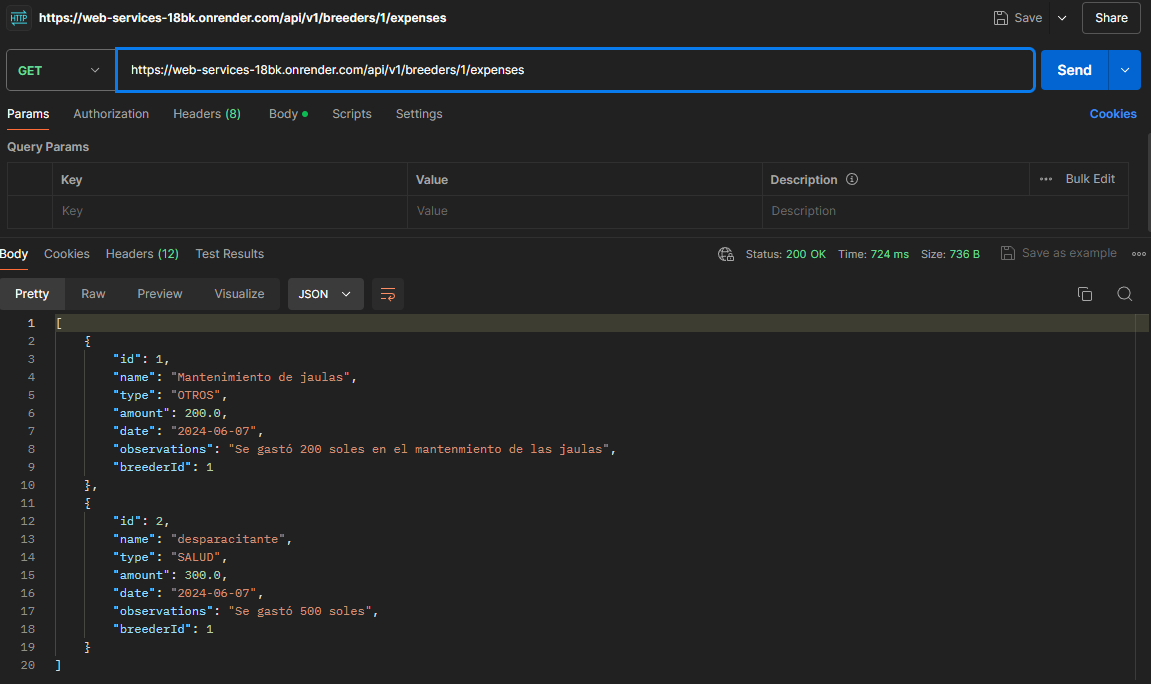 HTTP https://web-services-18bk.onrender.com/api/v1/breeders/1/expenses Save Share
GET https://web-services-18bk.onrender.com/api/v1/breeders/1/expenses Send
Params Authorization Headers (8) Body Scripts Settings Cookies
Query Params
Key Value Description Bulk Edit
Key Value Description
Body Cookies Headers (12) Test Results Status: 200 OK Time: 724 ms Size: 736 B Save as example
Pretty Raw Preview Visualize JSON
1 [
2 {
3 "id": 1,
4 "name": "Mantenimiento de jaulas",
5 "type": "OTROS",
6 "amount": 200.0,
7 "date": "2024-06-07",
8 "observations": "Se gastó 200 soles en el mantenmiento de las jaulas",
9 "breederId": 1
10 },
11 {
12 "id": 2,
13 "name": "desparacitante",
14 "type": "SALUD",
15 "amount": 300.0,
16 "date": "2024-06-07",
17 "observations": "Se gastó 500 soles",
18 "breederId": 1
19 }
20 ]